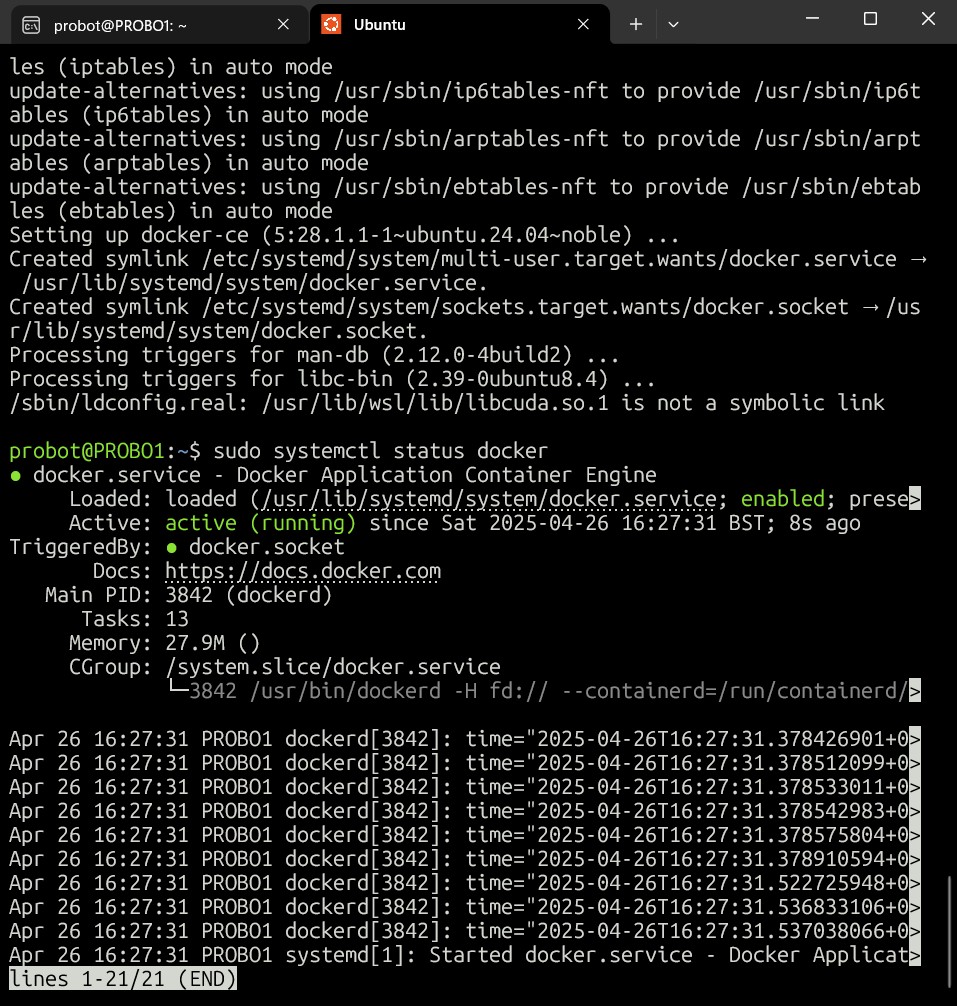 probot@PROBO1: ~
Ubuntu
les (iptables) in auto mode
update-alternatives: using /usr/sbin/ip6tables-nft to provide /usr/sbin/ip6t
ables (ip6tables) in auto mode
update-alternatives: using /usr/sbin/arptables-nft to provide /usr/sbin/arpt
ables (arptables) in auto mode
update-alternatives: using /usr/sbin/ebtables-nft to provide /usr/sbin/ebtab
les (ebtables) in auto mode
Setting up docker-ce (5:28.1.1-1~ubuntu.24.04~noble) ...
Created symlink /etc/systemd/system/multi-user.target.wants/docker.service →
 /usr/lib/systemd/system/docker.service.
Created symlink /etc/systemd/system/sockets.target.wants/docker.socket → /us
r/lib/systemd/system/docker.socket.
Processing triggers for man-db (2.12.0-4build2) ...
Processing triggers for libc-bin (2.39-0ubuntu8.4) ...
/sbin/ldconfig.real: /usr/lib/wsl/lib/libcuda.so.1 is not a symbolic link
probot@PROBO1:~$ sudo systemctl status docker
● docker.service - Docker Application Container Engine
     Loaded: loaded (/usr/lib/systemd/system/docker.service; enabled; prese>
     Active: active (running) since Sat 2025-04-26 16:27:31 BST; 8s ago
TriggeredBy: ● docker.socket
       Docs: https://docs.docker.com
   Main PID: 3842 (dockerd)
      Tasks: 13
     Memory: 27.9M ()
     CGroup: /system.slice/docker.service
             └─3842 /usr/bin/dockerd -H fd:// --containerd=/run/containerd/>
Apr 26 16:27:31 PROBO1 dockerd[3842]: time="2025-04-26T16:27:31.378426901+0>
Apr 26 16:27:31 PROBO1 dockerd[3842]: time="2025-04-26T16:27:31.378512099+0>
Apr 26 16:27:31 PROBO1 dockerd[3842]: time="2025-04-26T16:27:31.378533011+0>
Apr 26 16:27:31 PROBO1 dockerd[3842]: time="2025-04-26T16:27:31.378542983+0>
Apr 26 16:27:31 PROBO1 dockerd[3842]: time="2025-04-26T16:27:31.378575804+0>
Apr 26 16:27:31 PROBO1 dockerd[3842]: time="2025-04-26T16:27:31.378910594+0>
Apr 26 16:27:31 PROBO1 dockerd[3842]: time="2025-04-26T16:27:31.522725948+0>
Apr 26 16:27:31 PROBO1 dockerd[3842]: time="2025-04-26T16:27:31.536833106+0>
Apr 26 16:27:31 PROBO1 dockerd[3842]: time="2025-04-26T16:27:31.537038066+0>
Apr 26 16:27:31 PROBO1 systemd[1]: Started docker.service - Docker Applicat>
lines 1-21/21 (END)